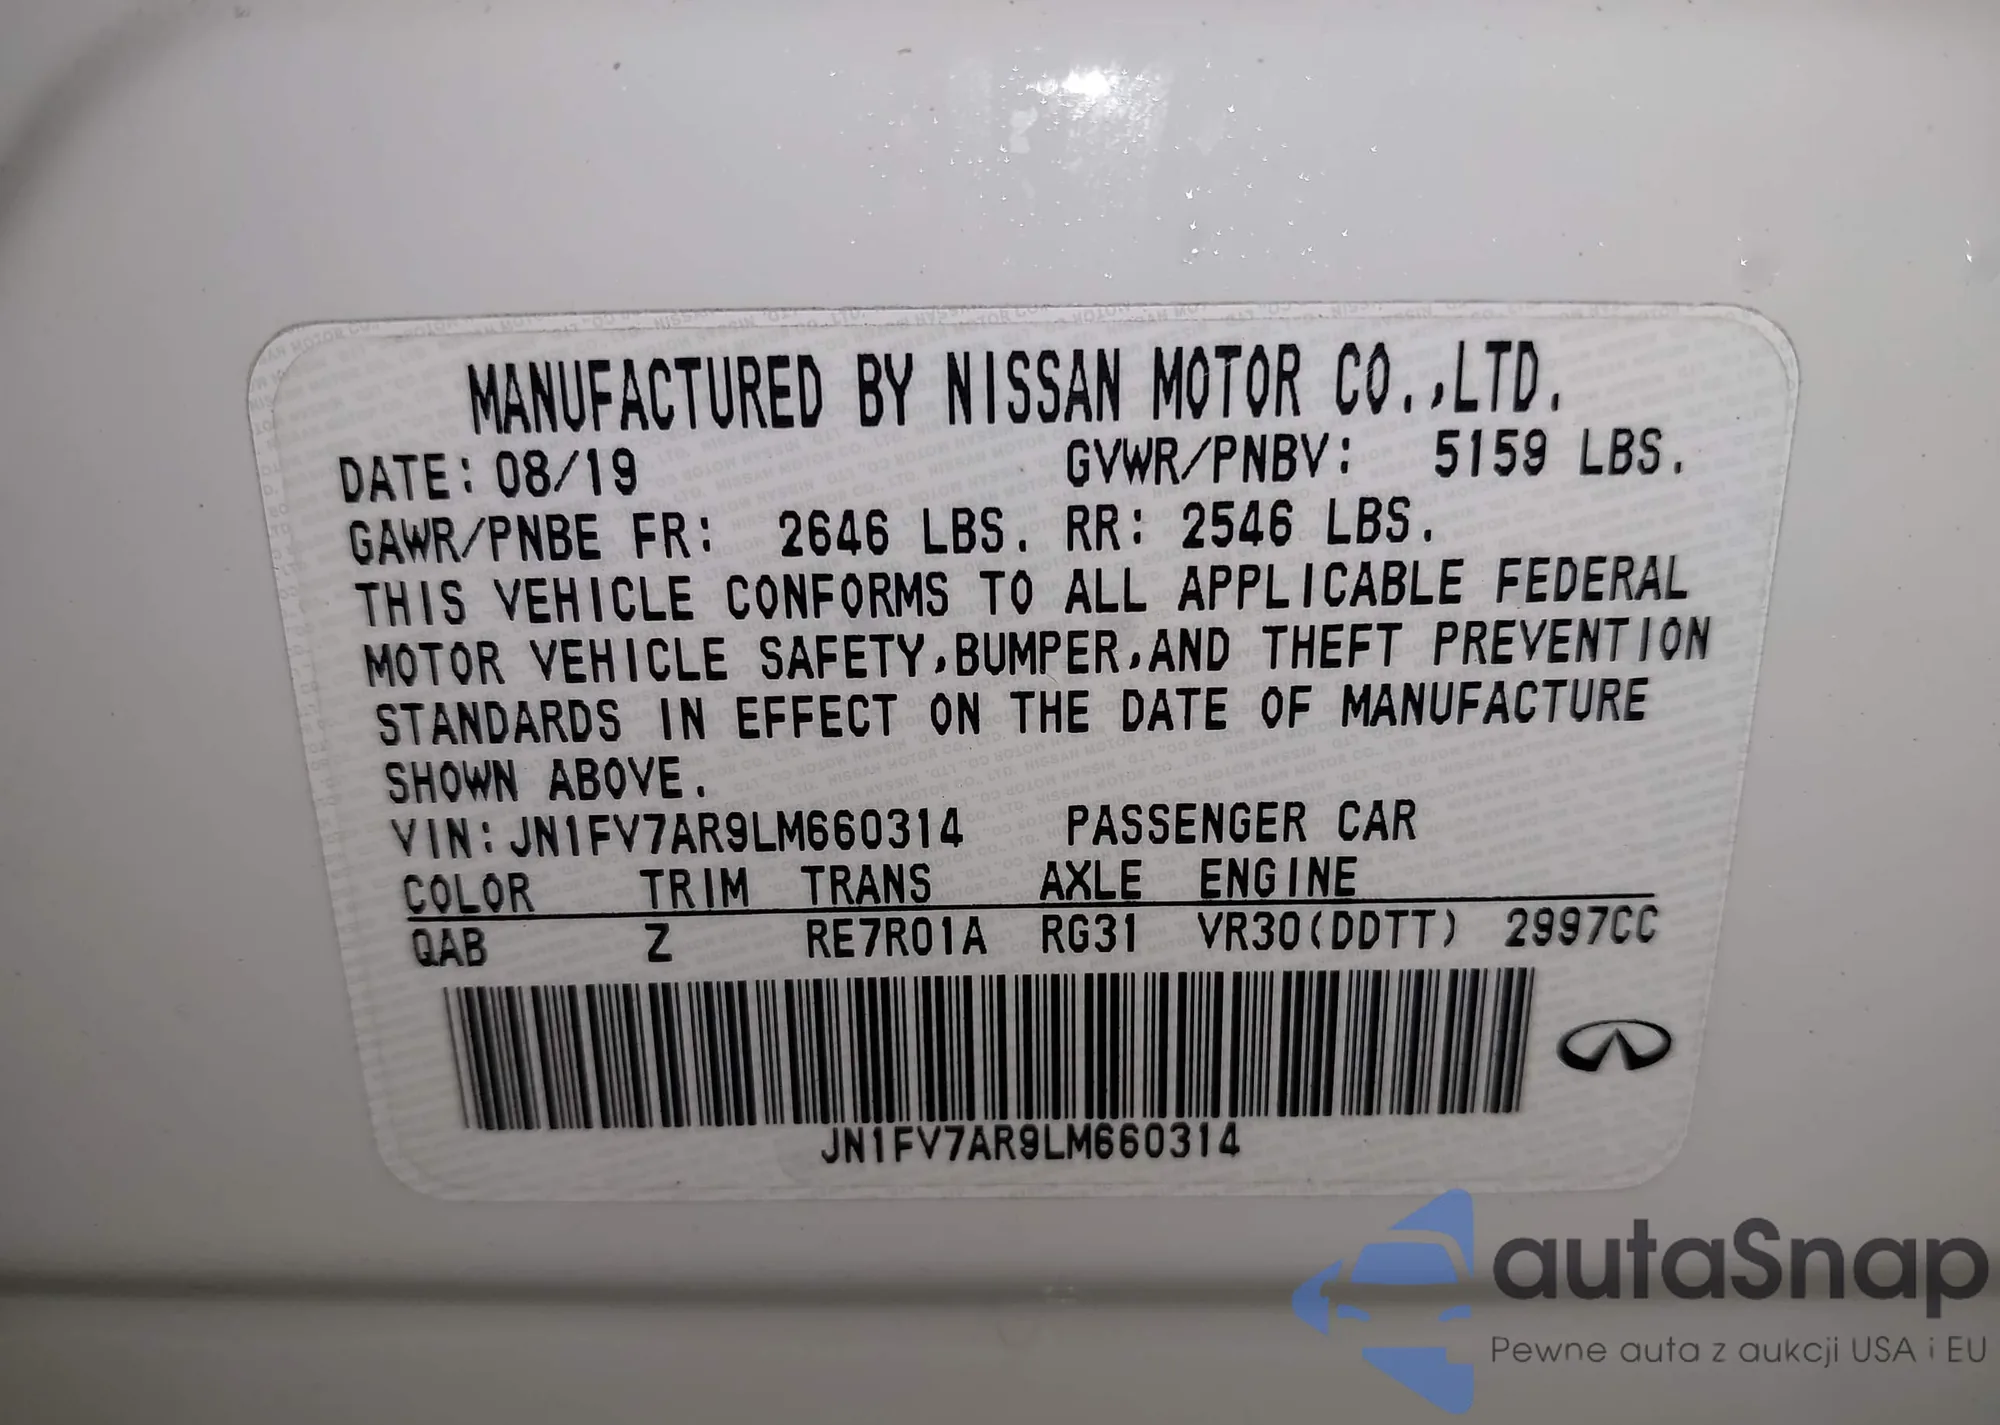 MANUFACTURED BY NISSAN MOTOR CO.,LTD.
DATE: 08/19 GVWR/PNBV: 5159 LBS.
GAWR/PNBE FR: 2646 LBS. RR: 2546 LBS.
THIS VEHICLE CONFORMS TO ALL APPLICABLE FEDERAL
MOTOR VEHICLE SAFETY,BUMPER,AND THEFT PREVENTION
STANDARDS IN EFFECT ON THE DATE OF MANUFACTURE
SHOWN ABOVE.
VIN:JN1FV7AR9LM660314 PASSENGER CAR
COLOR TRIM TRANS AXLE ENGINE
QAB Z RE7R01A RG31 VR30(DDTT) 2997CC
JN1FV7AR9LM660314
autaSnap
Pewne auta z aukcji USA i EU